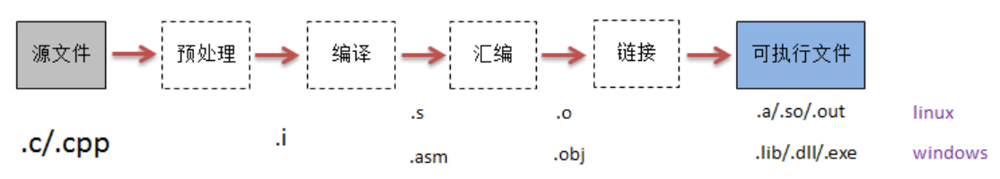 源文件 预处理 编译 汇编 链接 可执行文件
.s .o .a/.so/.out linux
.c/.cpp .i
.asm .obj .lib/.dll/.exe windows